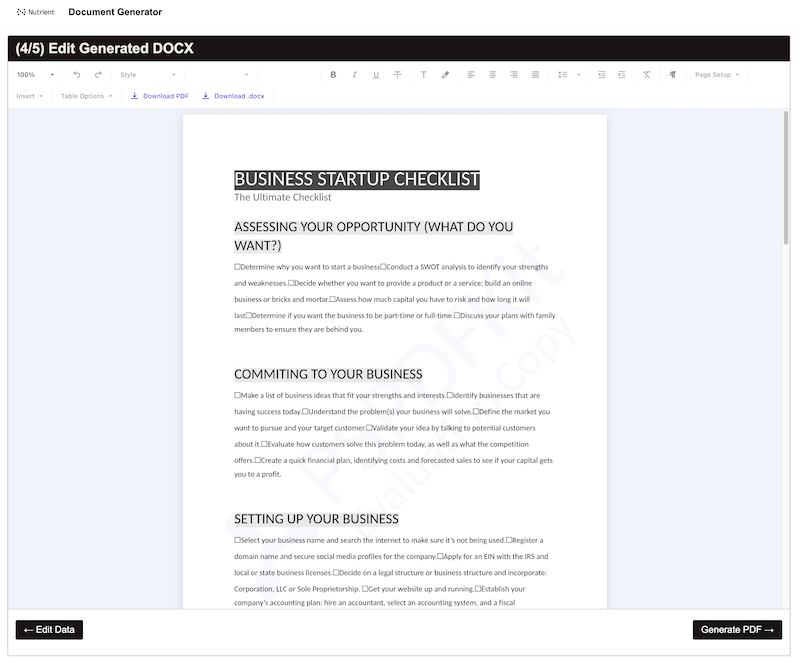 Nutrient Document Generator
(4/5) Edit Generated DOCX
100% Style B I U T Page Setup
Insert Table Options Download PDF Download .docx
BUSINESS STARTUP CHECKLIST
The Ultimate Checklist
ASSESSING YOUR OPPORTUNITY (WHAT DO YOU
WANT?)
☐Determine why you want to start a business☐Conduct a SWOT analysis to identify your strengths
and weaknesses.☐Decide whether you want to provide a product or a service; build an online
business or bricks and mortar.☐Assess how much capital you have to risk and how long it will
last☐Determine if you want the business to be part-time or full-time.☐Discuss your plans with family
members to ensure they are behind you.
COMMITING TO YOUR BUSINESS
☐Make a list of business ideas that fit your strengths and interests.☐Identify businesses that are
having success today.☐Understand the problem(s) your business will solve.☐Define the market you
want to pursue and your target customer.☐Validate your idea by talking to potential customers
about it.☐Evaluate how customers solve this problem today, as well as what the competition
offers.☐Create a quick financial plan, identifying costs and forecasted sales to see if your capital gets
you to a profit.
SETTING UP YOUR BUSINESS
☐Select your business name and search the internet to make sure it's not being used.☐Register a
domain name and secure social media profiles for the company.☐Apply for an EIN with the IRS and
local or state business licenses.☐Decide on a legal structure or business structure and incorporate:
Corporation, LLC or Sole Proprietorship. ☐Get your website up and running.☐Establish your
company's accounting plan: hire an accountant, select an accounting system, and a fiscal
← Edit Data
Generate PDF →